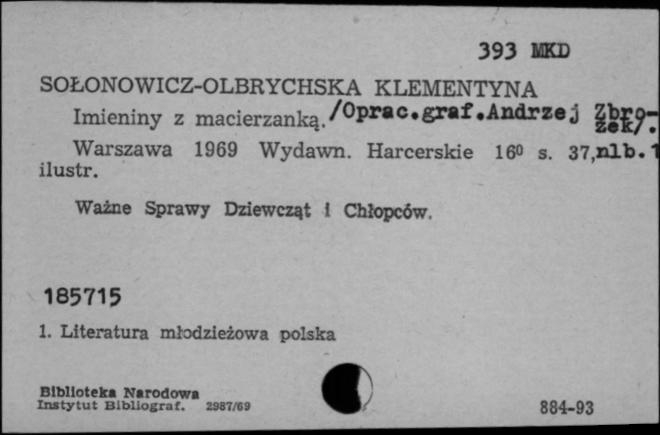 393 MKD
SOŁONOWICZ-OLBRYCHSKA KLEMENTYNA
Imieniny z macierzanką./Oprac.graf.Andrzej Zbro-
zek/.
Warszawa 1969 Wydawn. Harcerskie 16⁰ s. 37,nlb.1
ilustr.
Ważne Sprawy Dziewcząt i Chłopców.
185715
1. Literatura młodzieżowa polska
Biblioteka Narodowa
Instytut Bibliograf. 2987/69
884-93